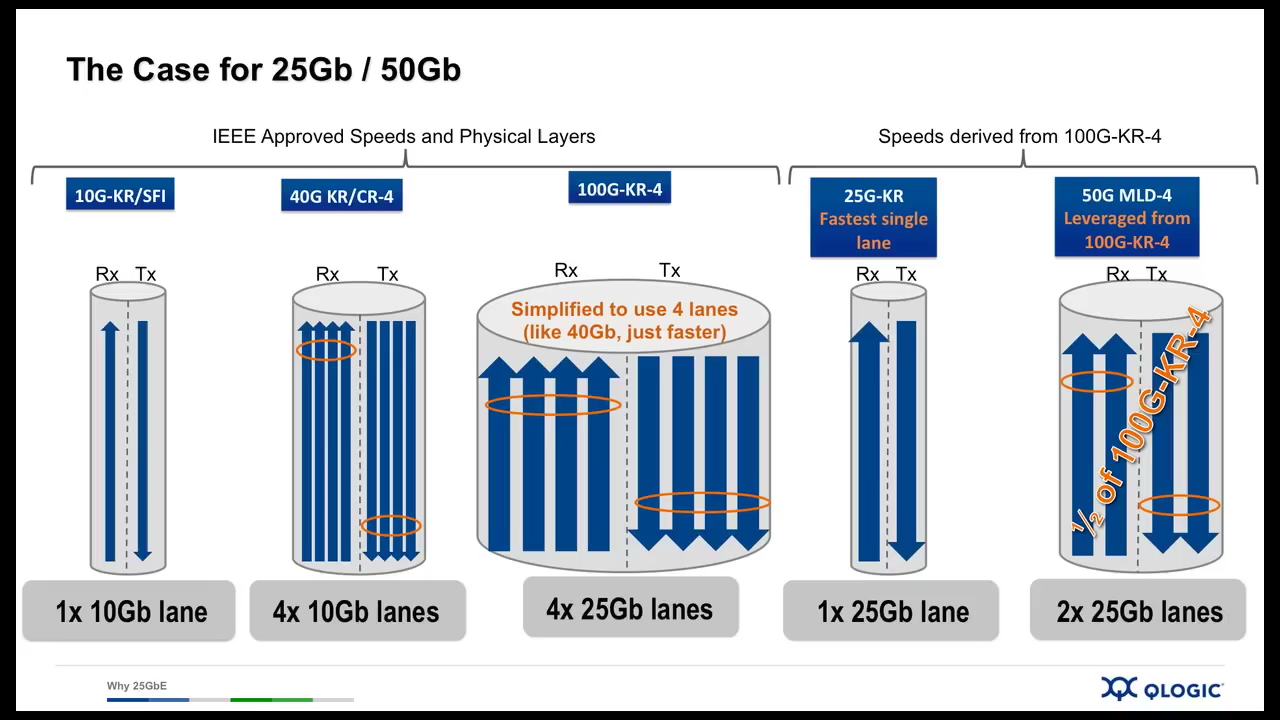 The Case for 25Gb / 50Gb
IEEE Approved Speeds and Physical Layers
Speeds derived from 100G-KR-4
10G-KR/SFI
40G KR/CR-4
100G-KR-4
25G-KR
Fastest single
lane
50G MLD-4
Leveraged from
100G-KR-4
Rx Tx
Rx Tx
Rx Tx
Rx Tx
Rx Tx
Simplified to use 4 lanes
(like 40Gb, just faster)
½ of 100G-KR-4
1x 10Gb lane
4x 10Gb lanes
4x 25Gb lanes
1x 25Gb lane
2x 25Gb lanes
Why 25GbE
QLOGIC